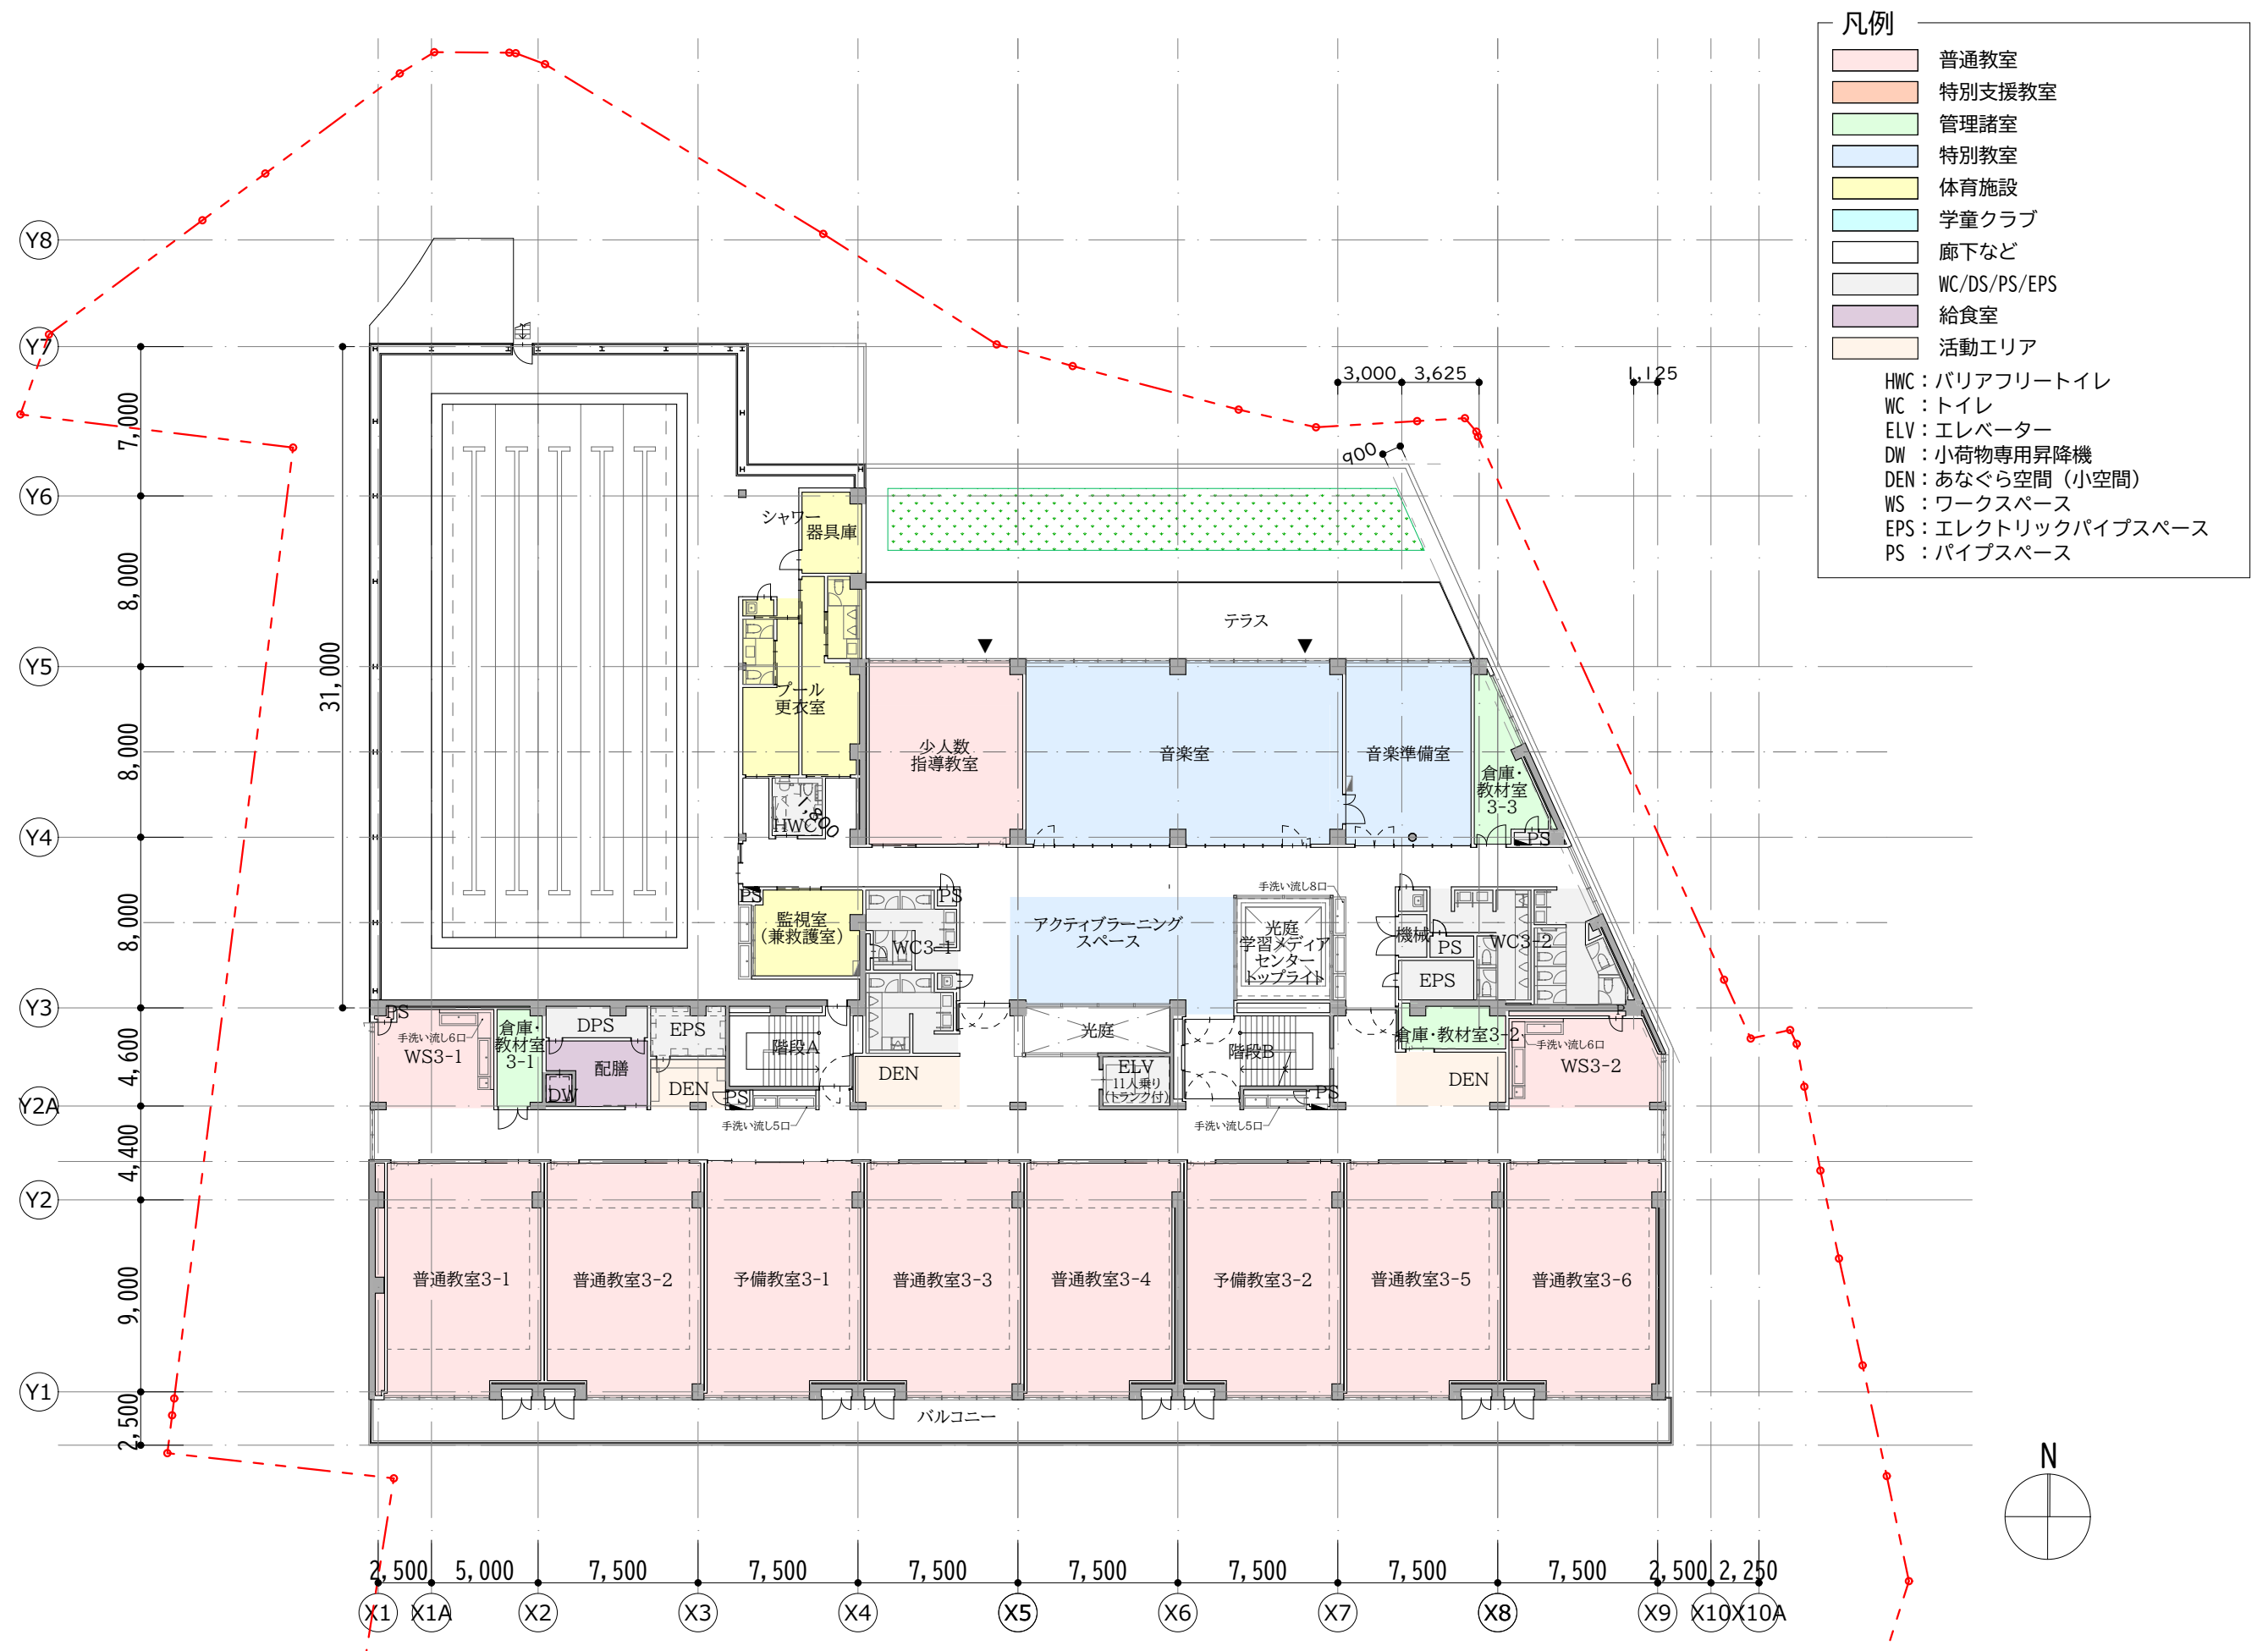 凡例
普通教室
特別支援教室
管理諸室
特別教室
体育施設
学童クラブ
廊下など
WC/DS/PS/EPS
給食室
活動エリア
HWC：バリアフリートイレ
WC ：トイレ
ELV：エレベーター
DW ：小荷物専用昇降機
DEN：あなぐら空間（小空間）
WS ：ワークスペース
EPS：エレクトリックパイプスペース
PS ：パイプスペース
Y8
Y7
3,000
3,625
1,125
7,000
900
Y6
シャワー
器具庫
8,000
テラス
Y5
31,000
プール
更衣室
8,000
少人数
指導教室
音楽室
音楽準備室
倉庫・
教材室
3-3
1,800
HWC
Y4
PS
手洗い流し8口
PS
PS
8,000
監視室
（兼救護室）
WC3-1
アクティブラーニング
スペース
光庭
学習メディア
センター
トップライト
機械
PS
WC3-2
EPS
Y3
PS
手洗い流し6口
WS3-1
倉庫・
教材室
3-1
DPS
EPS
階段A
光庭
階段B
倉庫・教材室3-2
P
手洗い流し6口
WS3-2
4,600
配膳
DW
DEN
PS
DEN
ELV
11人乗り
（トランク付）
PS
DEN
Y2A
手洗い流し5口
手洗い流し5口
4,400
Y2
普通教室3-1
普通教室3-2
予備教室3-1
普通教室3-3
普通教室3-4
予備教室3-2
普通教室3-5
普通教室3-6
9,000
Y1
バルコニー
2,500
N
2,500
5,000
7,500
7,500
7,500
7,500
7,500
7,500
7,500
2,500
2,250
X1
X1A
X2
X3
X4
X5
X6
X7
X8
X9
X10
X10A